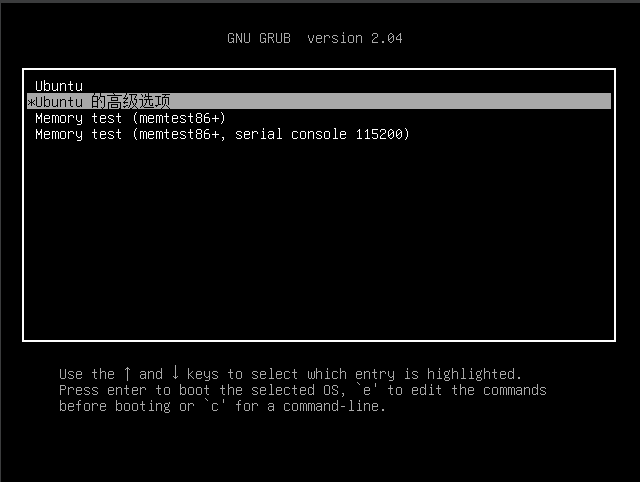 GNU GRUB  version 2.04
Ubuntu
*Ubuntu 的高级选项
Memory test (memtest86+)
Memory test (memtest86+, serial console 115200)
Use the ↑ and ↓ keys to select which entry is highlighted.
Press enter to boot the selected OS, `e' to edit the commands
before booting or `c' for a command-line.